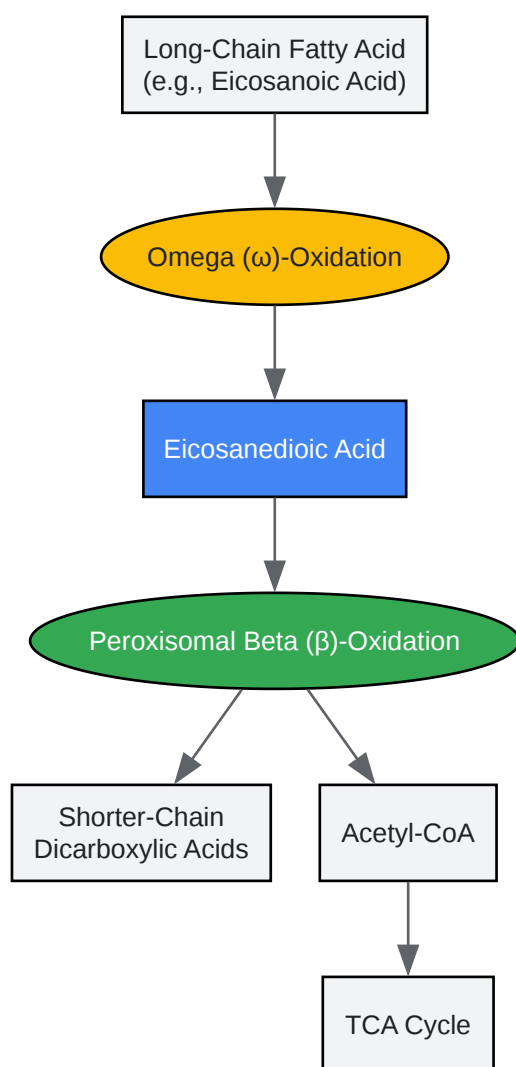 Long-Chain Fatty Acid
(e.g., Eicosanoic Acid)
Omega (ω)-Oxidation
Eicosanedioic Acid
Peroxisomal Beta (β)-Oxidation
Shorter-Chain
Dicarboxylic Acids
Acetyl-CoA
TCA Cycle